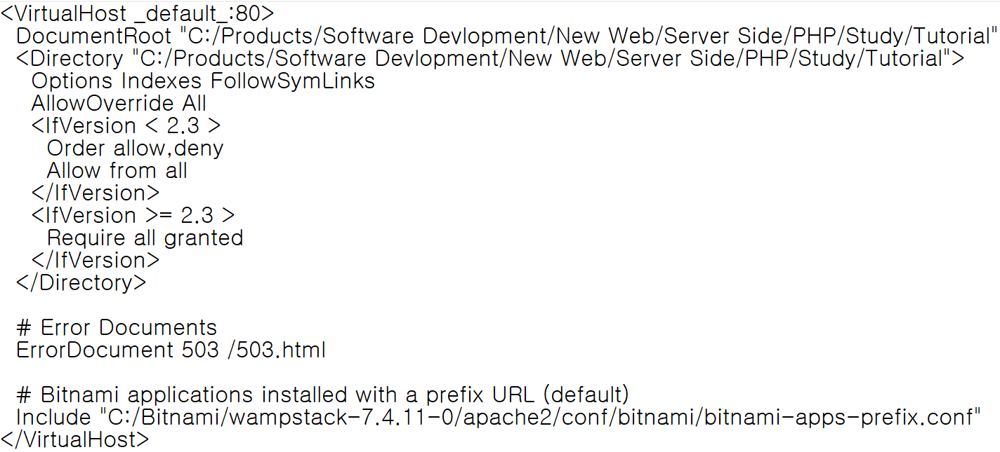 <VirtualHost _default_:80>
DocumentRoot "C:/Products/Software Devlopment/New Web/Server Side/PHP/Study/Tutorial"
<Directory "C:/Products/Software Devlopment/New Web/Server Side/PHP/Study/Tutorial">
Options Indexes FollowSymLinks
AllowOverride All
<IfVersion < 2.3 >
Order allow,deny
Allow from all
</IfVersion>
<IfVersion >= 2.3 >
Require all granted
</IfVersion>
</Directory>

# Error Documents
ErrorDocument 503 /503.html

# Bitnami applications installed with a prefix URL (default)
Include "C:/Bitnami/wampstack-7.4.11-0/apache2/conf/bitnami/bitnami-apps-prefix.conf"
</VirtualHost>